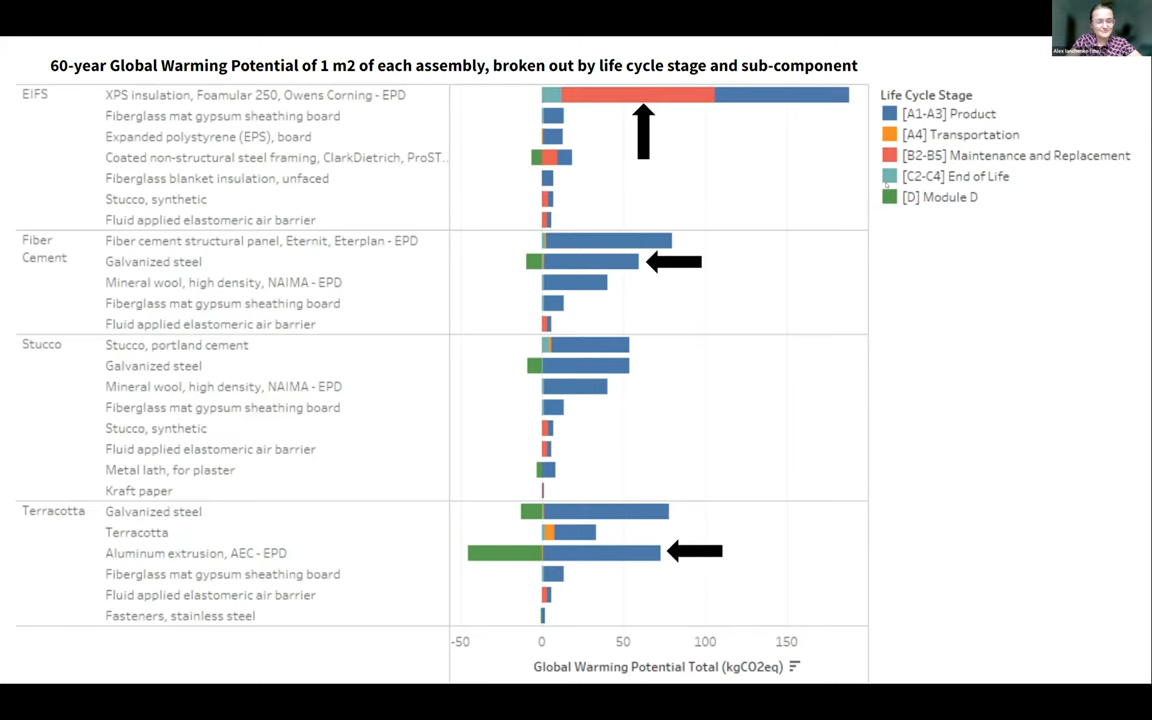 60-year Global Warming Potential of 1 m2 of each assembly, broken out by life cycle stage and sub-component
EIFS
XPS insulation, Foamular 250, Owens Corning - EPD
Fiberglass mat gypsum sheathing board
Expanded polystyrene (EPS), board
Coated non-structural steel framing, ClarkDietrich, ProST..
Fiberglass blanket insulation, unfaced
Stucco, synthetic
Fluid applied elastomeric air barrier
Fiber
Cement
Fiber cement structural panel, Eternit, Eterplan - EPD
Galvanized steel
Mineral wool, high density, NAIMA - EPD
Fiberglass mat gypsum sheathing board
Fluid applied elastomeric air barrier
Stucco
Stucco, portland cement
Galvanized steel
Mineral wool, high density, NAIMA - EPD
Fiberglass mat gypsum sheathing board
Stucco, synthetic
Fluid applied elastomeric air barrier
Metal lath, for plaster
Kraft paper
Terracotta
Galvanized steel
Terracotta
Aluminum extrusion, AEC - EPD
Fiberglass mat gypsum sheathing board
Fluid applied elastomeric air barrier
Fasteners, stainless steel
-50 0 50 100 150
Global Warming Potential Total (kgCO2eq)
Life Cycle Stage
[A1-A3] Product
[A4] Transportation
[B2-B5] Maintenance and Replacement
[C2-C4] End of Life
[D] Module D
Alex